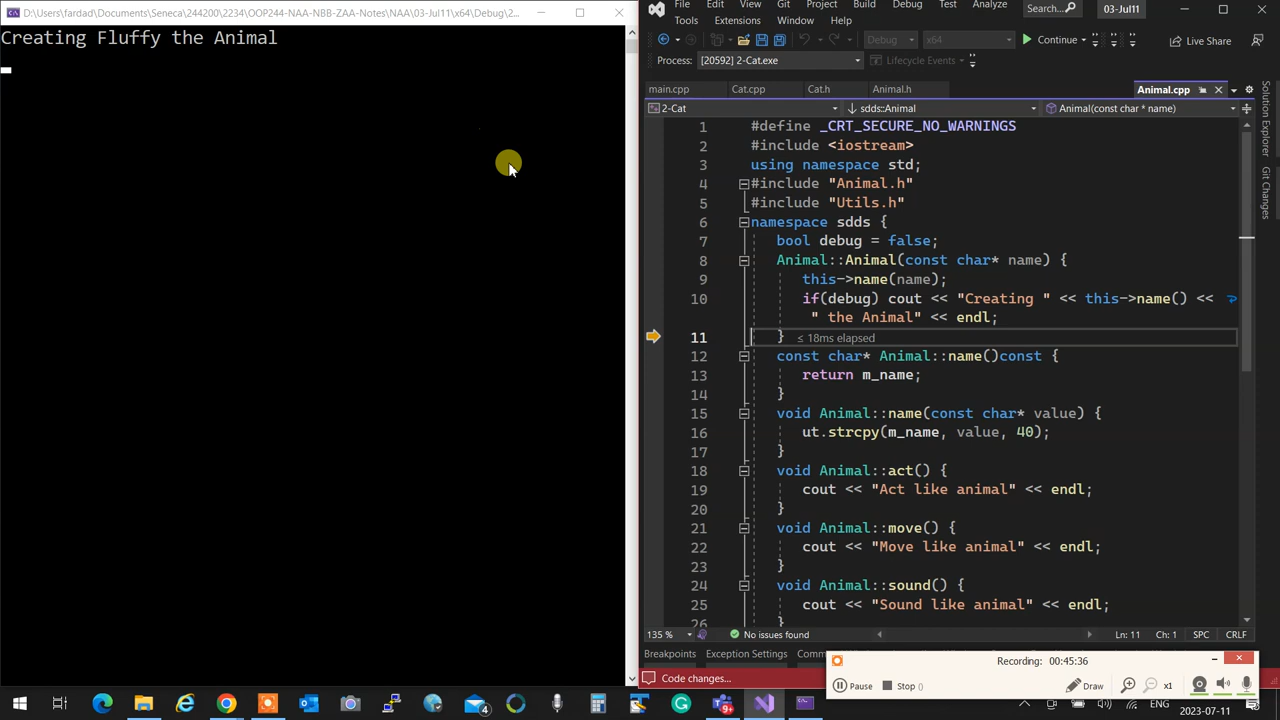 D:\Users\fardad\Documents\Seneca\244200\2234\OOP244-NAA-NBB-ZAA-Notes\NAA\03-Jul11\x64\Debug\2...
Creating Fluffy the Animal
File Edit View Git Project Build Debug Test Analyze
Search... 03-Jul11
Tools Extensions Window Help
Debug x64 Continue Live Share
Process: [20592] 2-Cat.exe Lifecycle Events
main.cpp Cat.cpp Cat.h Animal.h Animal.cpp
2-Cat sdds::Animal Animal(const char * name)
Solution Explorer
Git Changes
1 #define _CRT_SECURE_NO_WARNINGS
2 #include <iostream>
3 using namespace std;
4 #include "Animal.h"
5 #include "Utils.h"
6 namespace sdds {
7 bool debug = false;
8 Animal::Animal(const char* name) {
9 this->name(name);
10 if(debug) cout << "Creating " << this->name() <<
" the Animal" << endl;
11 } ≤ 18ms elapsed
12 const char* Animal::name()const {
13 return m_name;
14 }
15 void Animal::name(const char* value) {
16 ut.strcpy(m_name, value, 40);
17 }
18 void Animal::act() {
19 cout << "Act like animal" << endl;
20 }
21 void Animal::move() {
22 cout << "Move like animal" << endl;
23 }
24 void Animal::sound() {
25 cout << "Sound like animal" << endl;
26 }
135 % No issues found Ln: 11 Ch: 1 SPC CRLF
Breakpoints Exception Settings Comm
Code changes...
Recording: 00:45:36
Pause Stop () Draw x1
4 9+ 2023-07-11